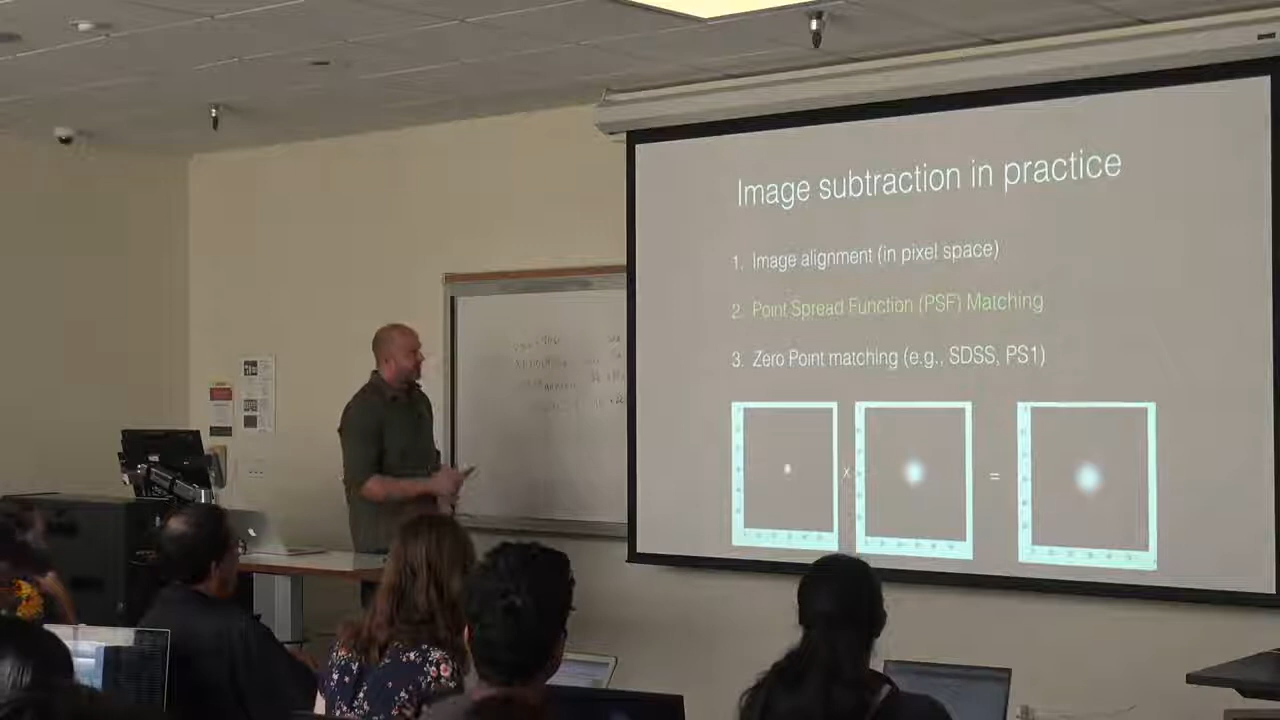 Image subtraction in practice
1. Image alignment (in pixel space)
2. Point Spread Function (PSF) Matching
3. Zero Point matching (e.g., SDSS, PS1)
x =